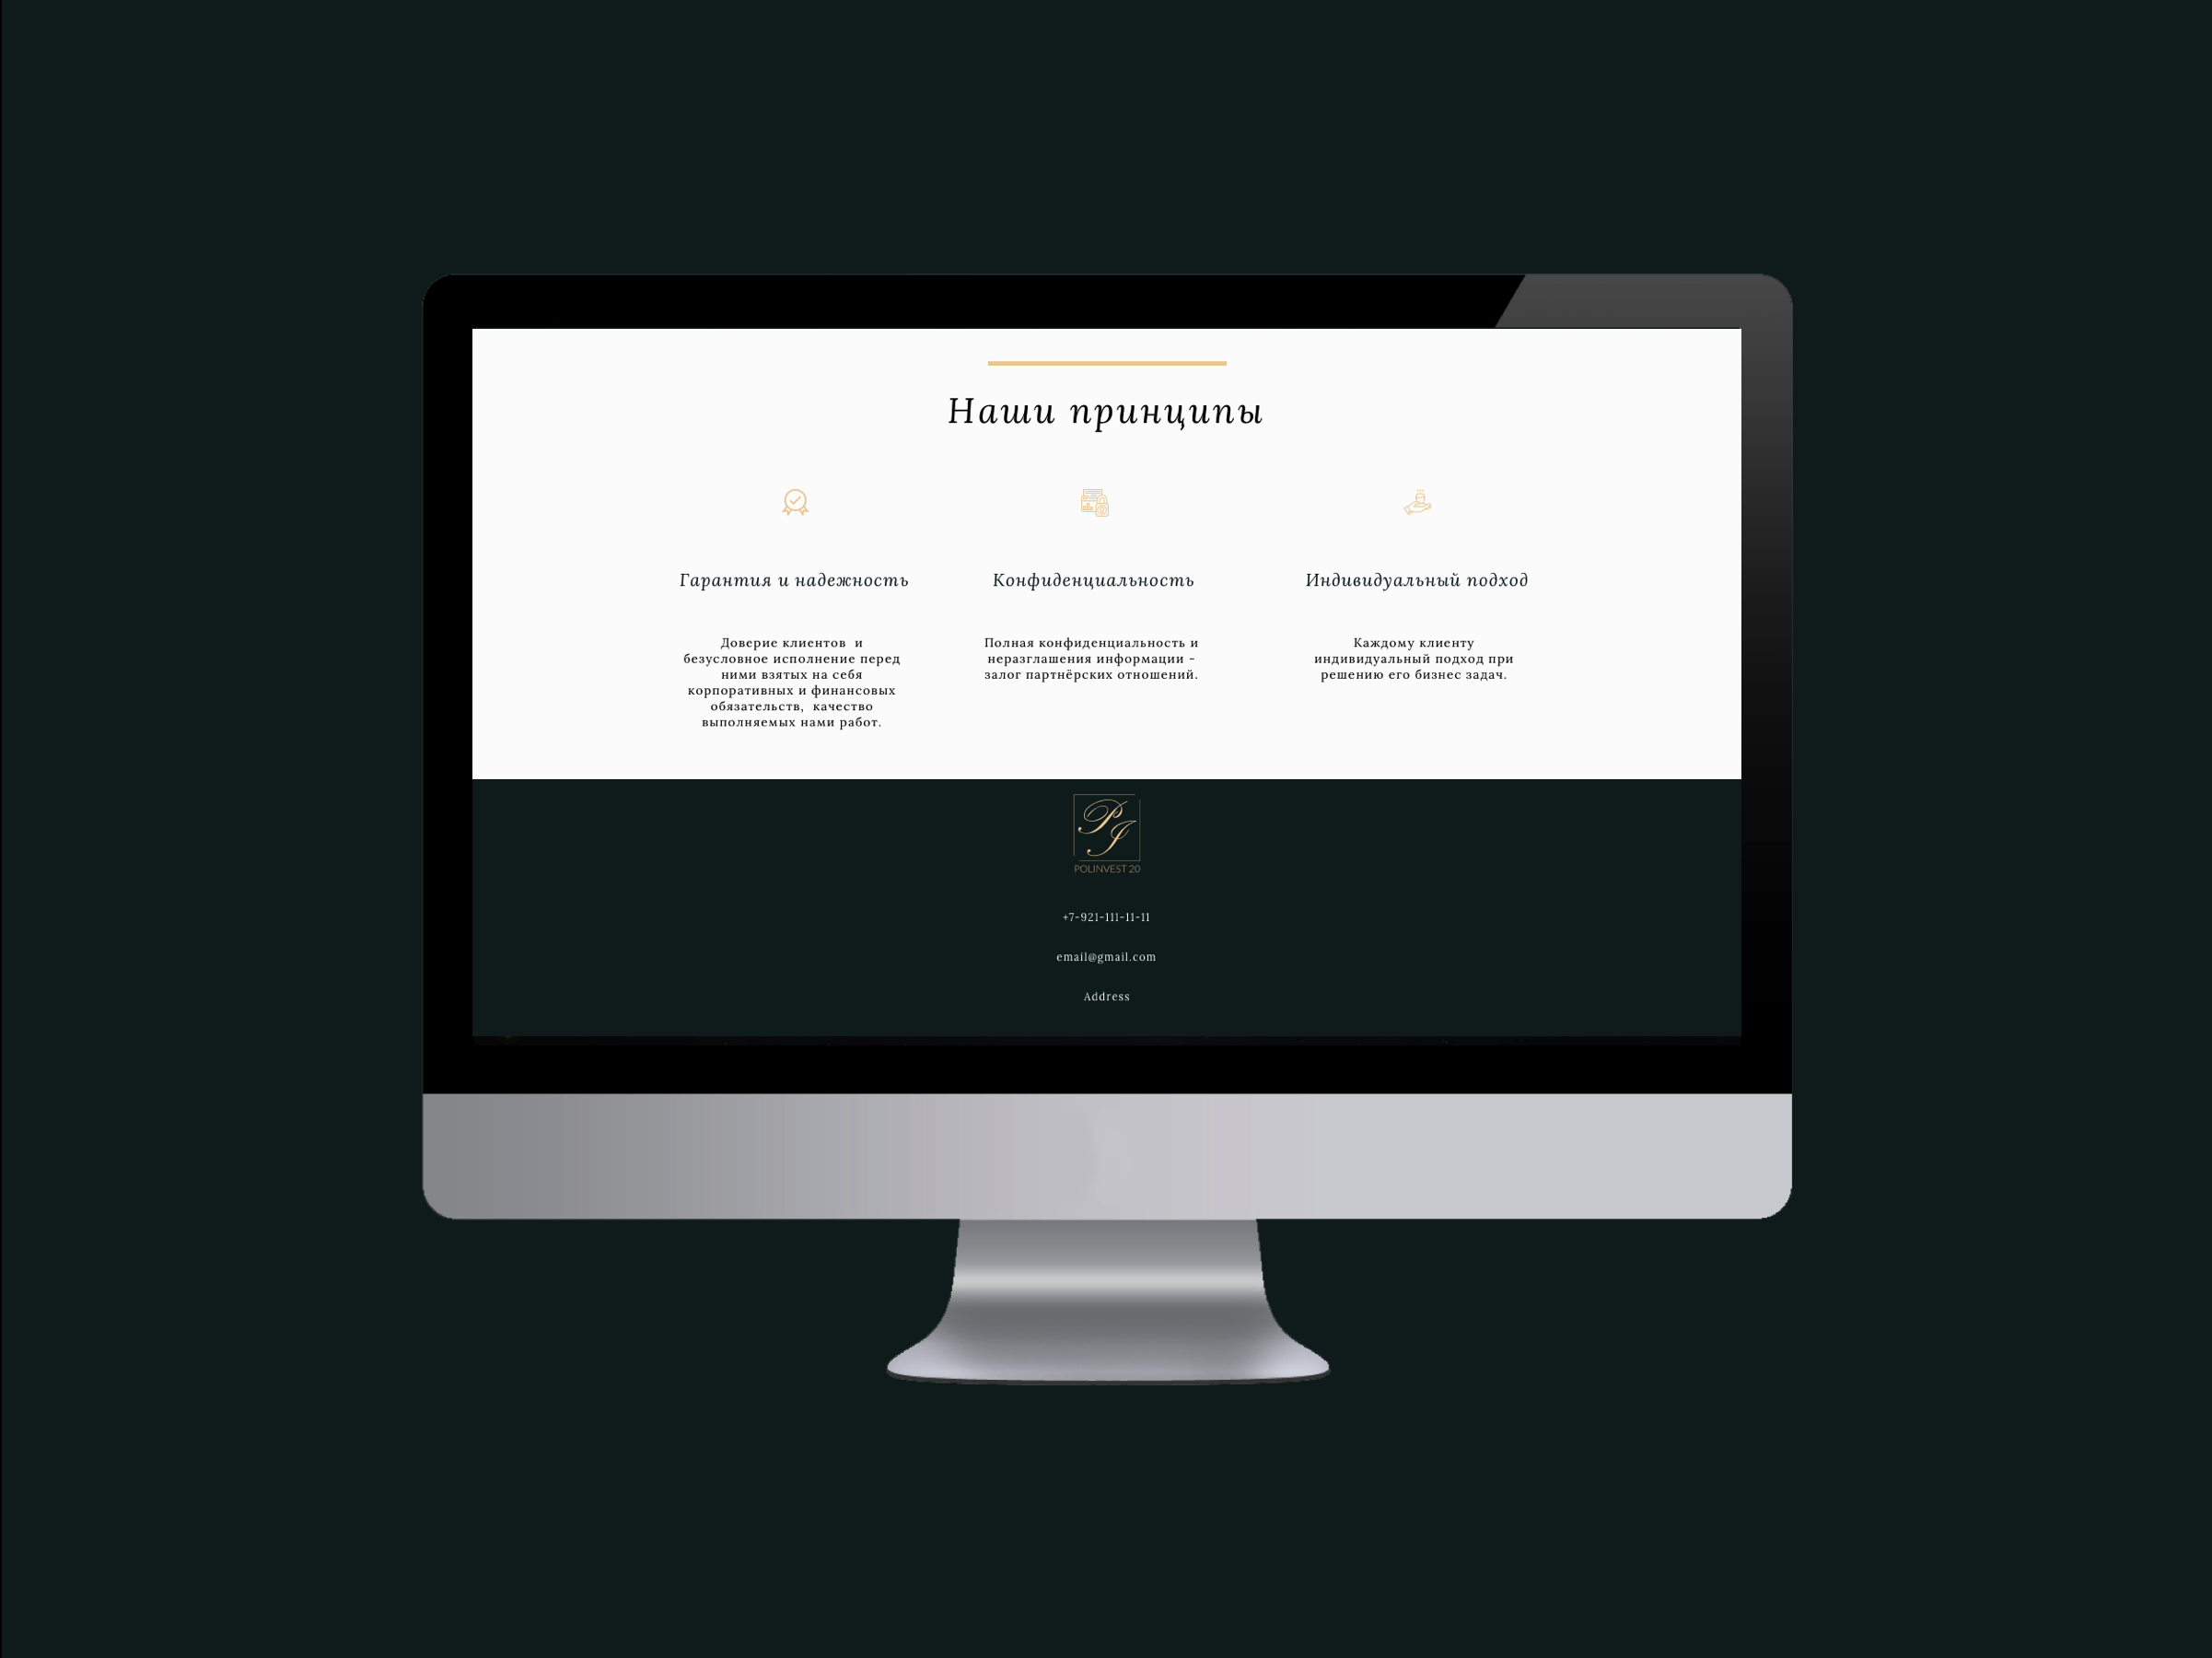 Наши принципы
Гарантия и надежность
Доверие клиентов  и
безусловное исполнение перед
ними взятых на себя
корпоративных и финансовых
обязательств,  качество
выполняемых нами работ.
Конфиденциальность
Полная конфиденциальность и
неразглашения информации -
залог партнёрских отношений.
Индивидуальный подход
Каждому клиенту
индивидуальный подход при
решению его бизнес задач.
PJ
POLINVEST 20
+7-921-111-11-11
email@gmail.com
Address